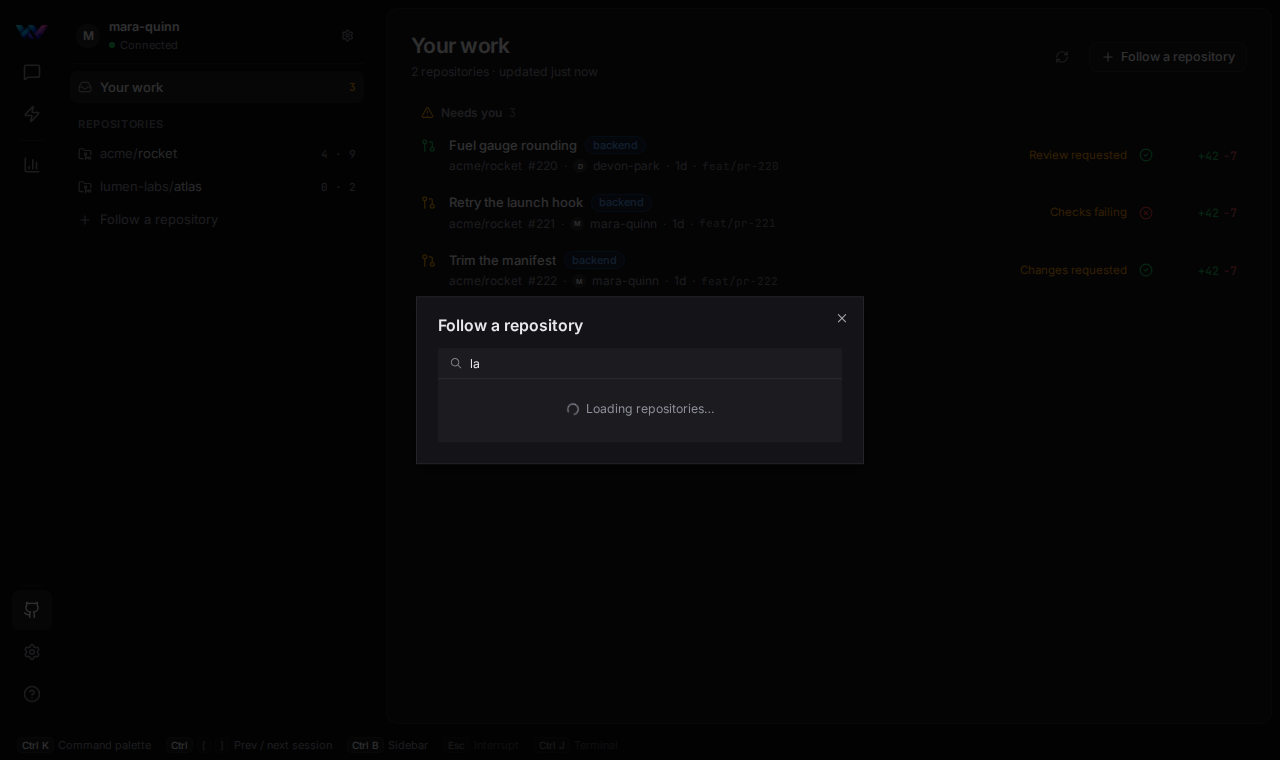 mara-quinn
M
Connected
Your work 3
REPOSITORIES
acme/rocket 4 · 9
lumen-labs/atlas 0 · 2
Follow a repository
Your work
2 repositories · updated just now
Follow a repository
Needs you 3
Fuel gauge rounding backend
acme/rocket #220 · D devon-park · 1d · feat/pr-220
Review requested +42 -7
Retry the launch hook backend
acme/rocket #221 · M mara-quinn · 1d · feat/pr-221
Checks failing +42 -7
Trim the manifest backend
acme/rocket #222 · M mara-quinn · 1d · feat/pr-222
Changes requested +42 -7
Follow a repository
la
Loading repositories...
Ctrl K Command palette Ctrl [ ] Prev / next session Ctrl B Sidebar Esc Interrupt Ctrl J Terminal